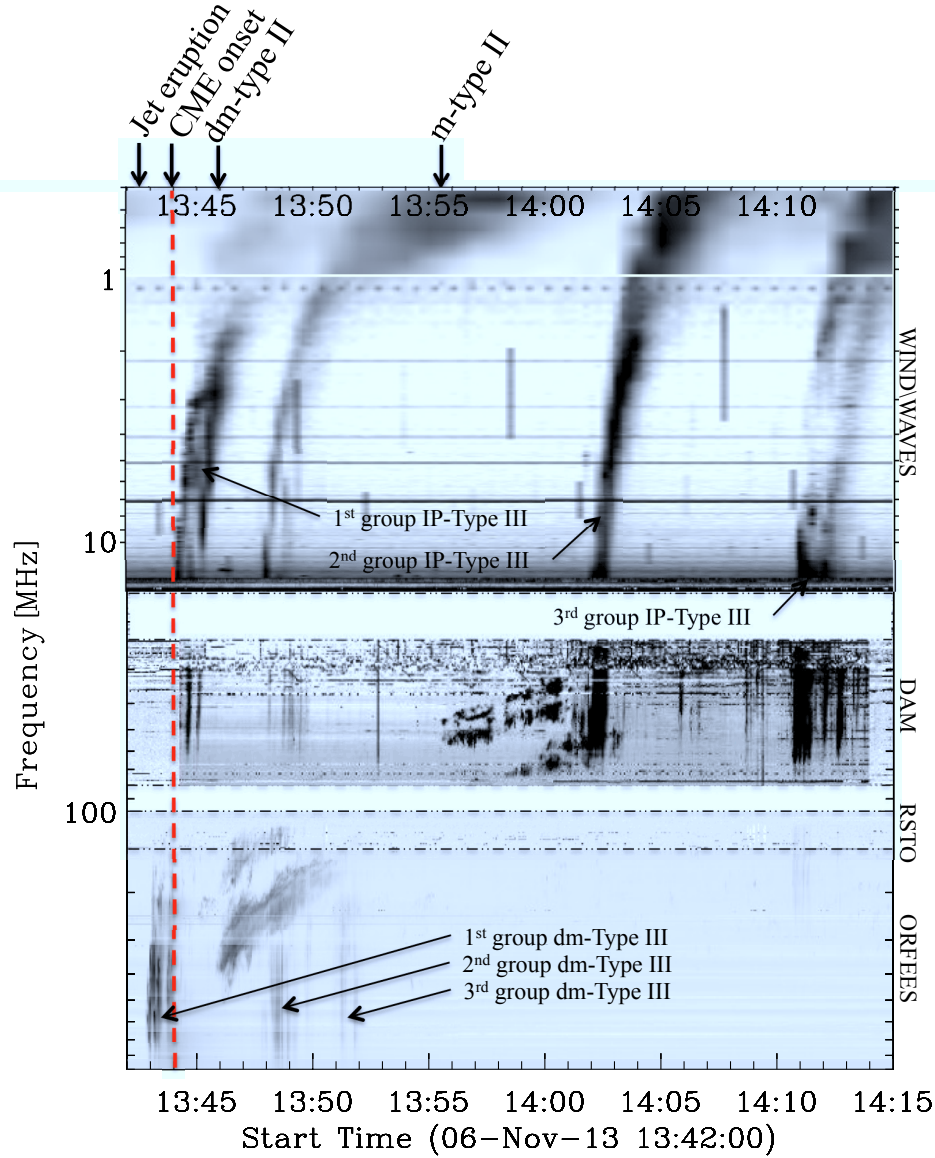 Jet eruption
CME onset
dm-type II
m-type II
13:45 13:50 13:55 14:00 14:05 14:10
1
WIND\WAVES
1st group IP-Type III
10
2nd group IP-Type III
3rd group IP-Type III
Frequency [MHz]
DAM
100
RSTO
ORFEES
1st group dm-Type III
2nd group dm-Type III
3rd group dm-Type III
13:45 13:50 13:55 14:00 14:05 14:10 14:15
Start Time (06-Nov-13 13:42:00)